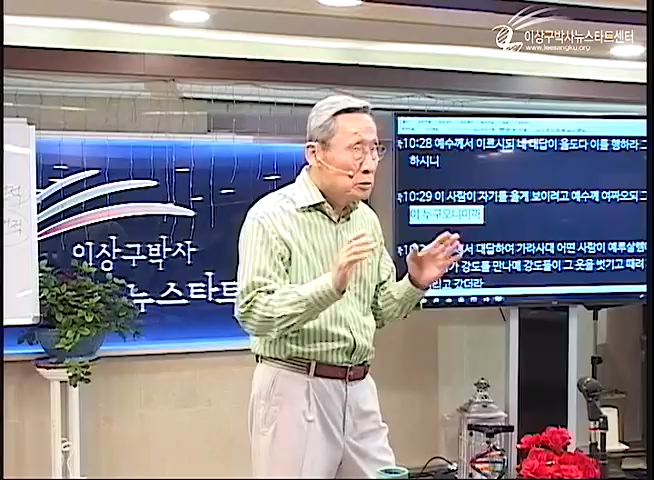 이상구박사뉴스타트센터
www.leesangku.org
10:28 예수께서 이르시되 네 대답이 옳도다 이를 행하라 그
하시니
10:29 이 사람이 자기를 옳게 보이려고 예수께 여짜오되 그
이 누구오니이까
대답하여 가라사대 어떤 사람이 예루살렘에
가 강도를 만나매 강도들이 그 옷을 벗기고 때려
리고 갔더라
이상구박사
뉴스타트